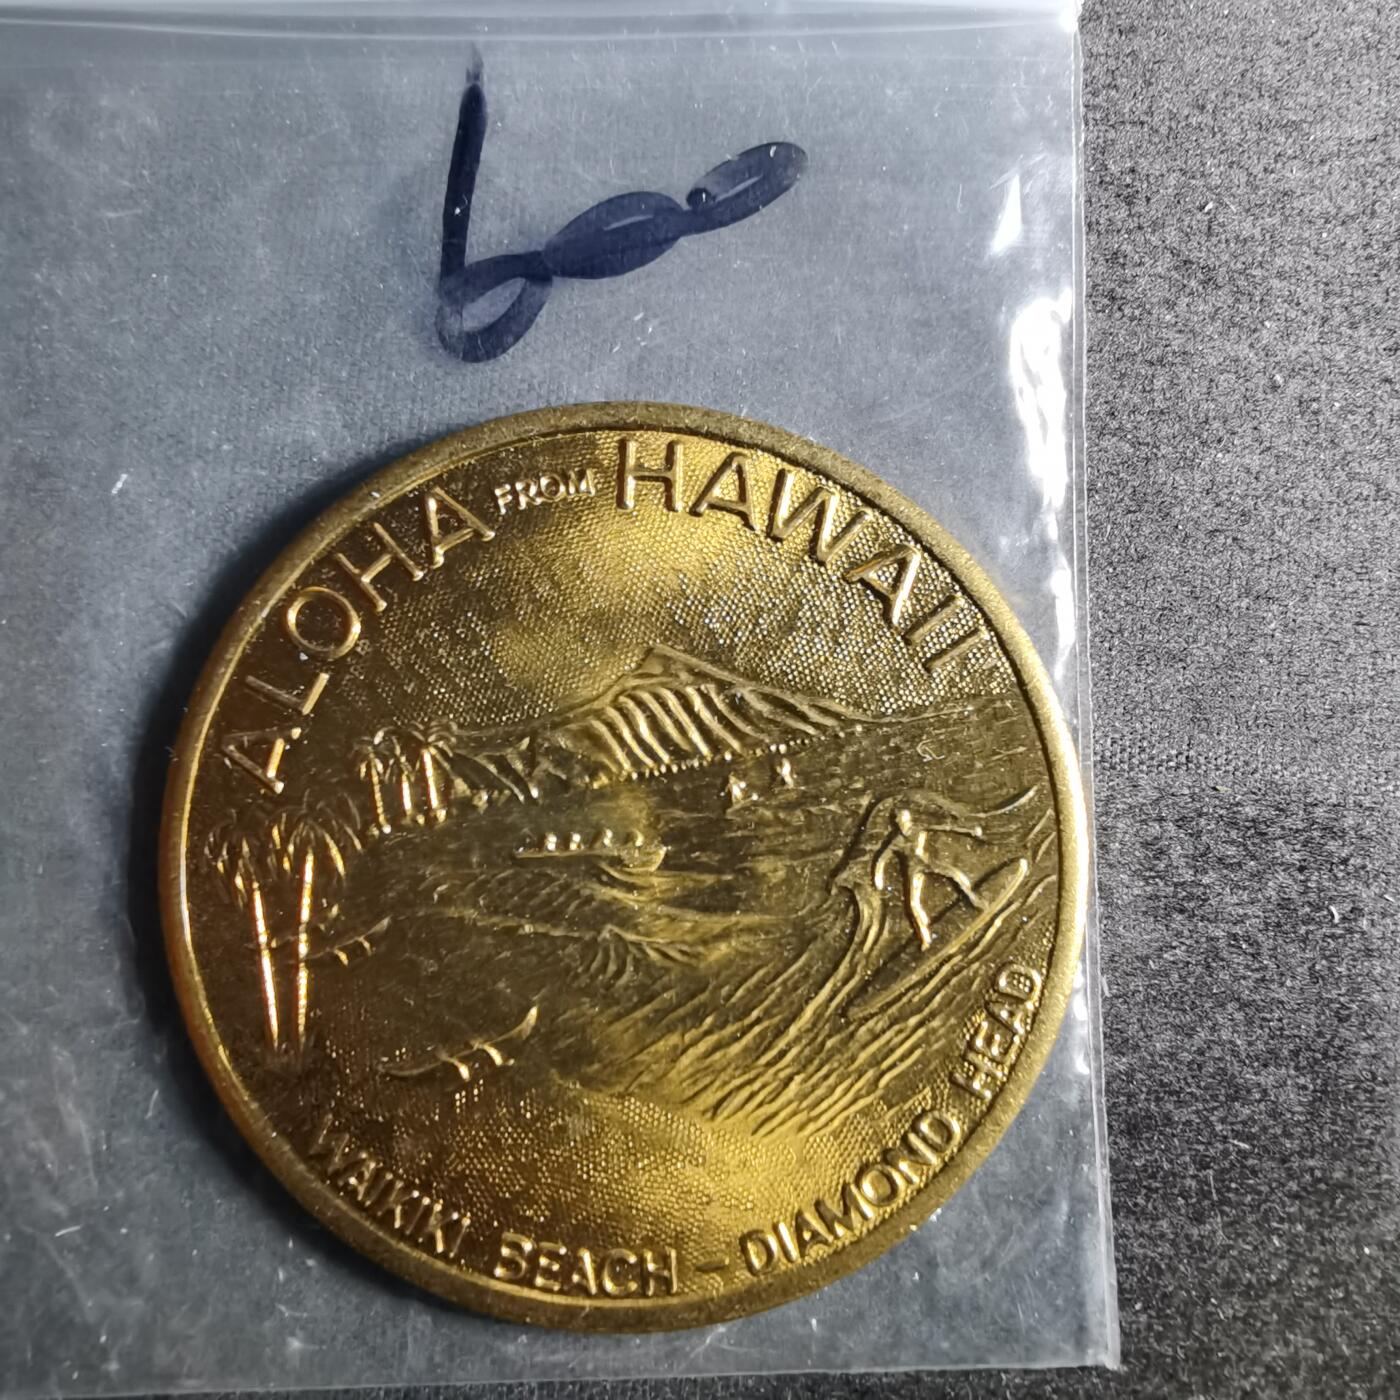 ALOHA FROM HAWAII
WAIKIKI BEACH - DIAMOND HEAD